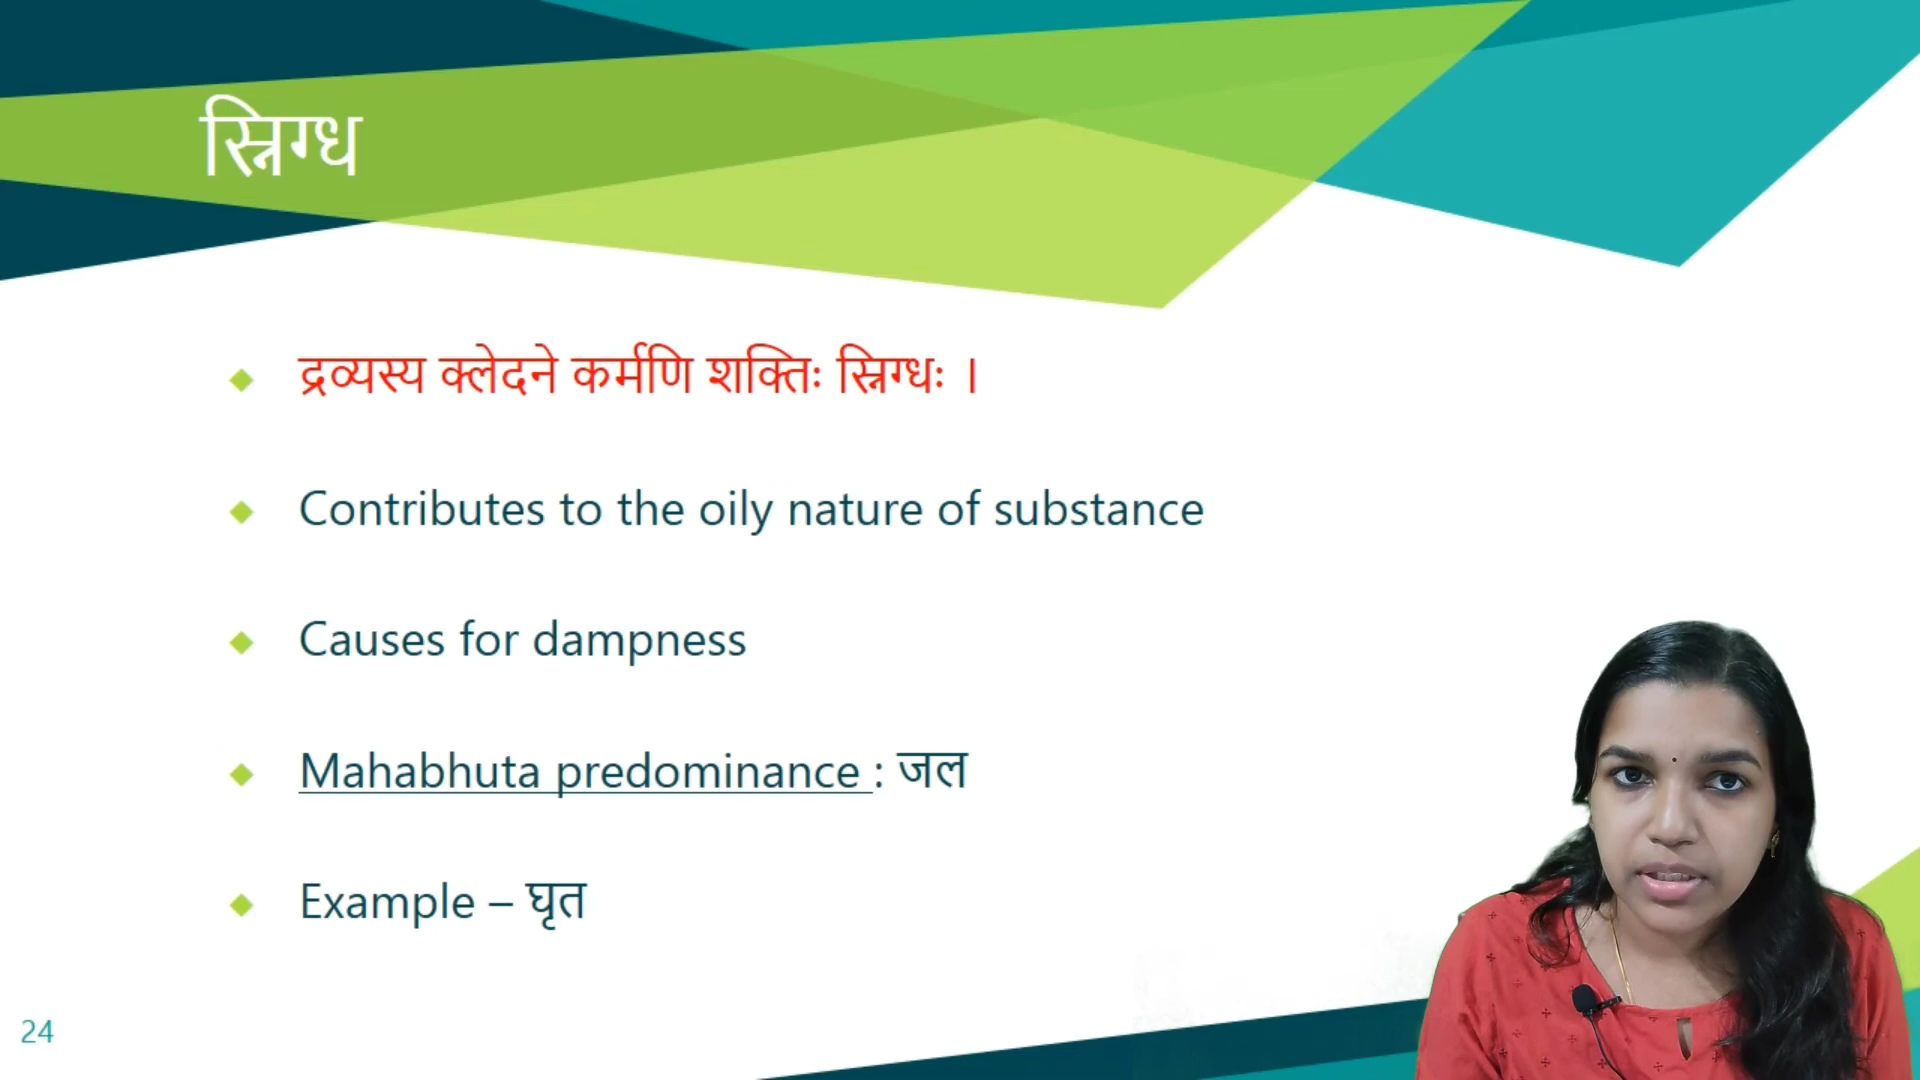 स्निग्ध
द्रव्यस्य क्लेदने कर्मणि शक्तिः स्निग्धः ।
Contributes to the oily nature of substance
Causes for dampness
Mahabhuta predominance : जल
Example – घृत
24